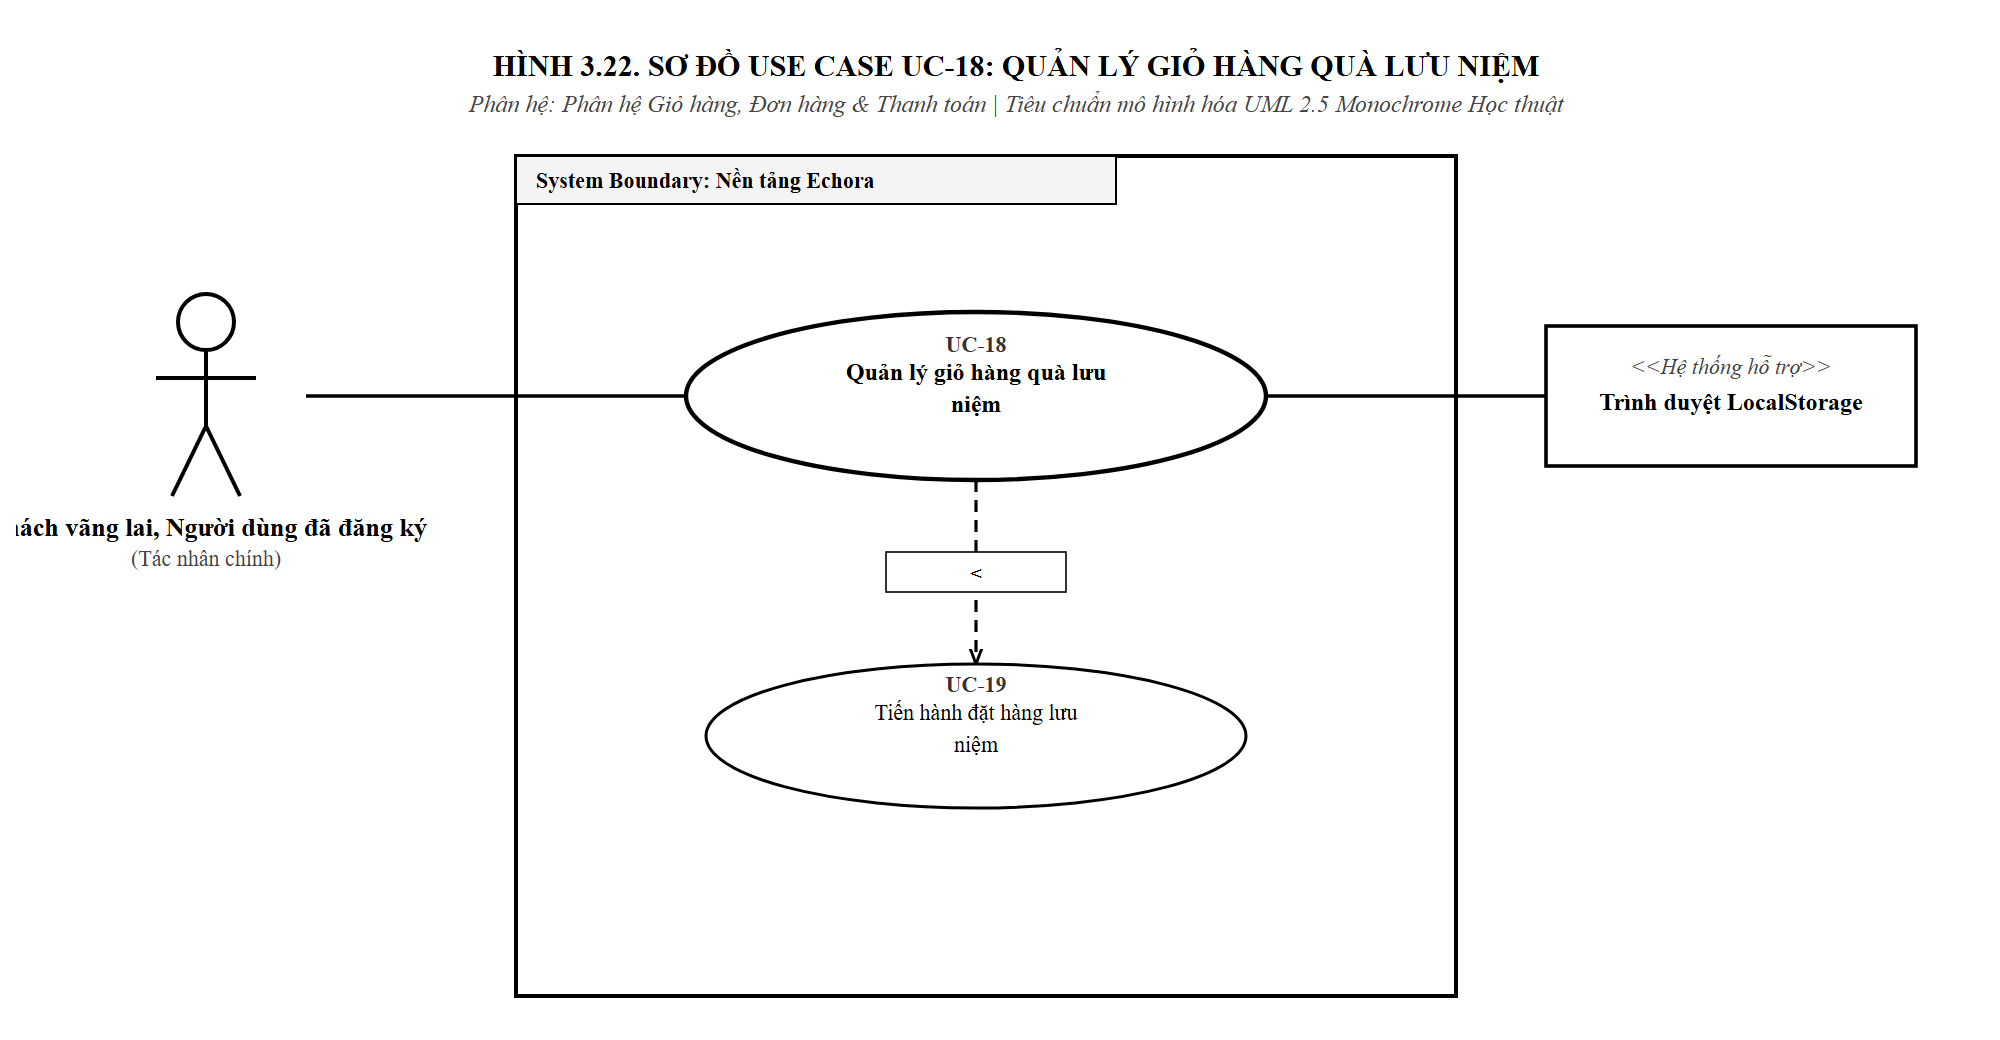 HÌNH 3.22. SƠ ĐỒ USE CASE UC-18: QUẢN LÝ GIỎ HÀNG QUÀ LƯU NIỆM
Phân hệ: Phân hệ Giỏ hàng, Đơn hàng & Thanh toán | Tiêu chuẩn mô hình hóa UML 2.5 Monochrome Học thuật
System Boundary: Nền tảng Echora
UC-18
Quản lý giỏ hàng quà lưu
niệm
<<Hệ thống hỗ trợ>>
Trình duyệt LocalStorage
vãng lai, Người dùng đã đăng ký
(Tác nhân chính)
<
UC-19
Tiến hành đặt hàng lưu
niệm